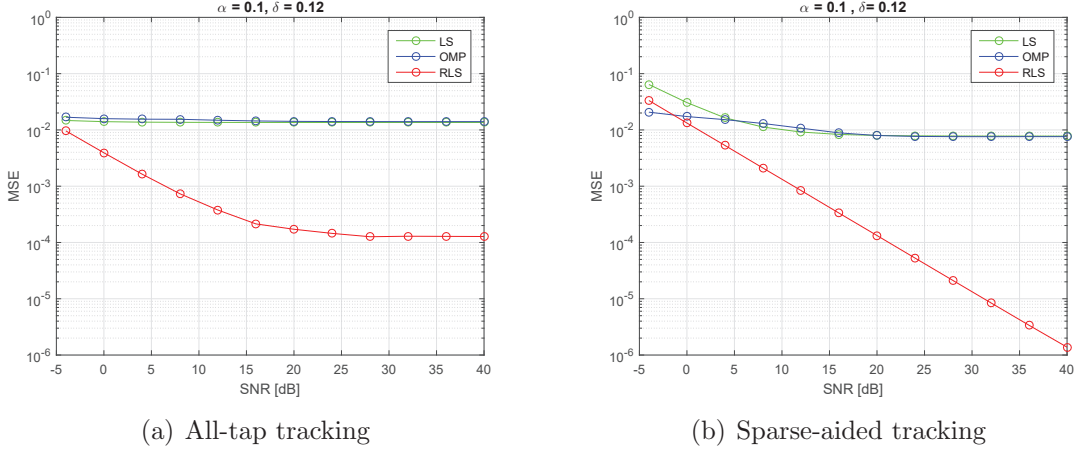 α = 0.1, δ = 0.12
10^0
10^-1
10^-2
10^-3
10^-4
10^-5
10^-6
MSE
LS
OMP
RLS
-5 0 5 10 15 20 25 30 35 40
SNR [dB]
(a) All-tap tracking
α = 0.1 , δ = 0.12
10^0
10^-1
10^-2
10^-3
10^-4
10^-5
10^-6
MSE
LS
OMP
RLS
-5 0 5 10 15 20 25 30 35 40
SNR [dB]
(b) Sparse-aided tracking